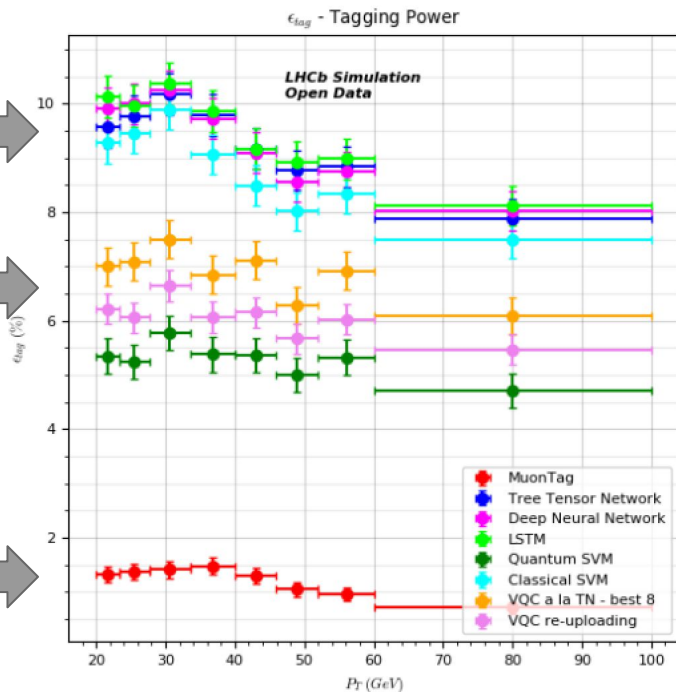 ϵ_tag - Tagging Power
LHCb Simulation
Open Data
10
8
6
4
2
ϵ_tag (%)
MuonTag
Tree Tensor Network
Deep Neural Network
LSTM
Quantum SVM
Classical SVM
VQC a la TN - best 8
VQC re-uploading
20 30 40 50 60 70 80 90 100
P_T (GeV)